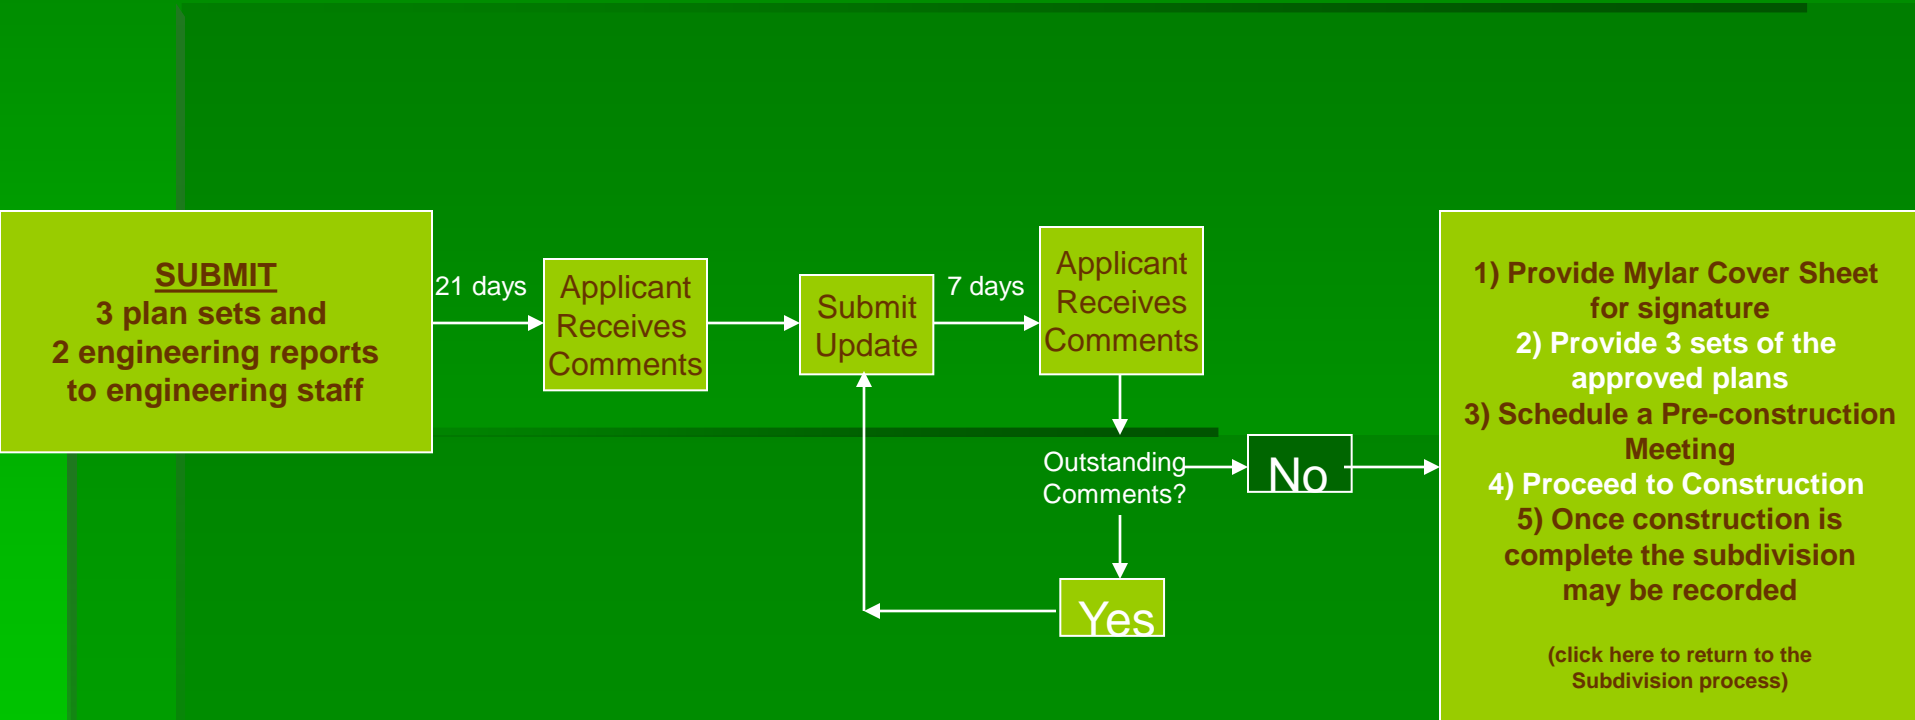 SUBMIT
3 plan sets and
2 engineering reports
to engineering staff
21 days
Applicant
Receives
Comments
Submit
Update
7 days
Applicant
Receives
Comments
Outstanding
Comments?
No
Yes
1) Provide Mylar Cover Sheet
for signature
2) Provide 3 sets of the
approved plans
3) Schedule a Pre-construction
Meeting
4) Proceed to Construction
5) Once construction is
complete the subdivision
may be recorded
(click here to return to the
Subdivision process)